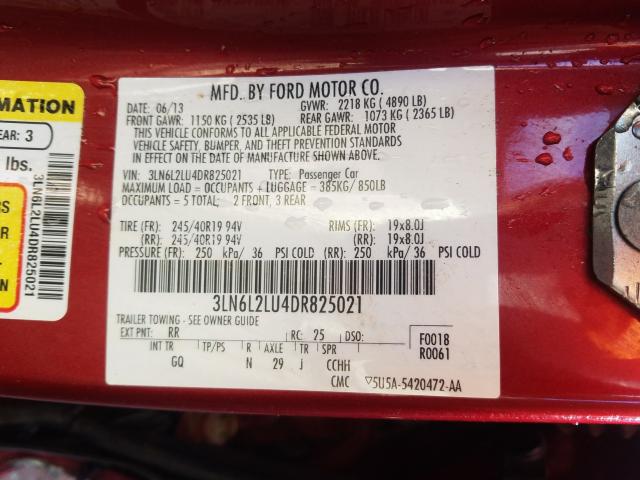 MFD. BY FORD MOTOR CO.
DATE: 06/13 GVWR: 2218 KG ( 4890 LB)
FRONT GAWR: 1150 KG ( 2535 LB) REAR GAWR: 1073 KG ( 2365 LB)
THIS VEHICLE CONFORMS TO ALL APPLICABLE FEDERAL MOTOR
VEHICLE SAFETY, BUMPER, AND THEFT PREVENTION STANDARDS
IN EFFECT ON THE DATE OF MANUFACTURE SHOWN ABOVE.
VIN: 3LN6L2LU4DR825021 TYPE: Passenger Car
MAXIMUM LOAD = OCCUPANTS + LUGGAGE = 385KG/ 850LB
OCCUPANTS = 5 TOTAL; 2 FRONT, 3 REAR
TIRE (FR): 245/40R19 94V RIMS (FR): 19x8.0J
(RR): 245/40R19 94V (RR): 19x8.0J
PRESSURE (FR): 250 kPa/ 36 PSI COLD (RR): 250 kPa/ 36 PSI COLD
3LN6L2LU4DR825021
TRAILER TOWING - SEE OWNER GUIDE
EXT PNT: RR RC: 25 DSO:
INT TR TP/PS R AXLE TR SPR
GQ N 29 J CCHH
F0018
R0061
CMC ▽5U5A-5420472-AA
RMATION
EAR: 3
lbs.
3LN6L2LU4DR825021